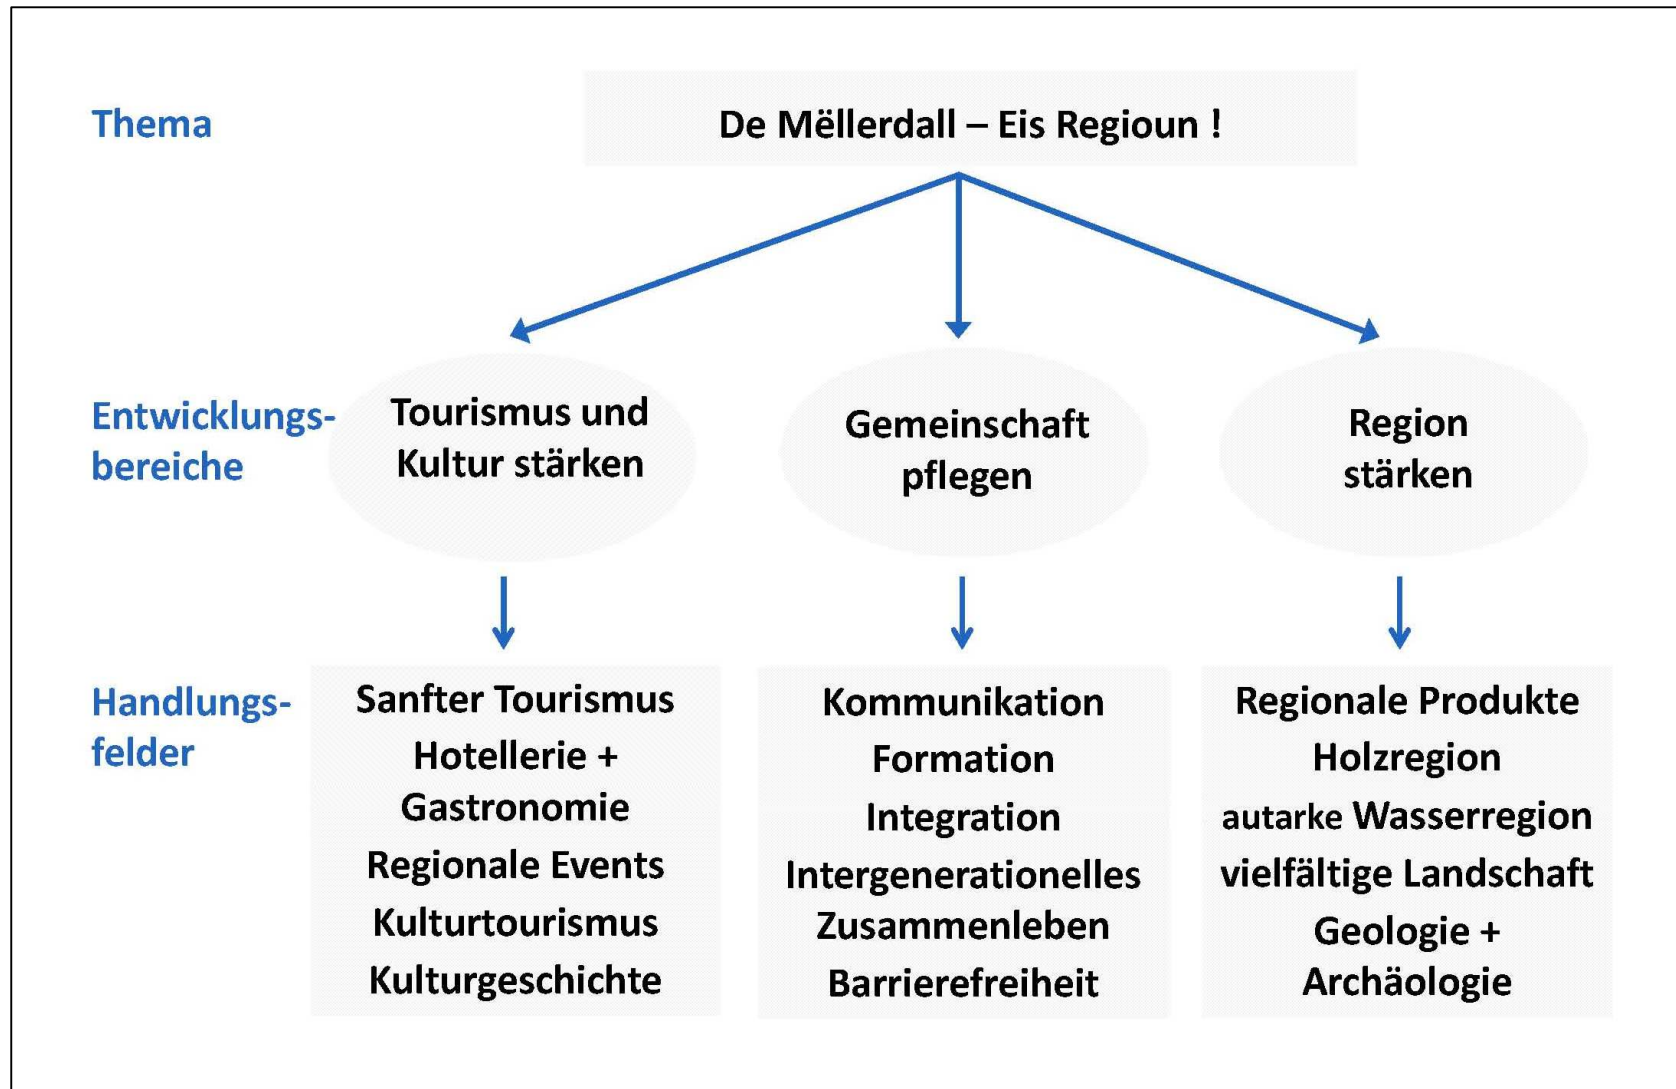 Thema
De Mëllerdall – Eis Regioun !
Entwicklungs-
bereiche
Tourismus und
Kultur stärken
Gemeinschaft
pflegen
Region
stärken
Handlungs-
felder
Sanfter Tourismus
Hotellerie +
Gastronomie
Regionale Events
Kulturtourismus
Kulturgeschichte
Kommunikation
Formation
Integration
Intergenerationelles
Zusammenleben
Barrierefreiheit
Regionale Produkte
Holzregion
autarke Wasserregion
vielfältige Landschaft
Geologie +
Archäologie